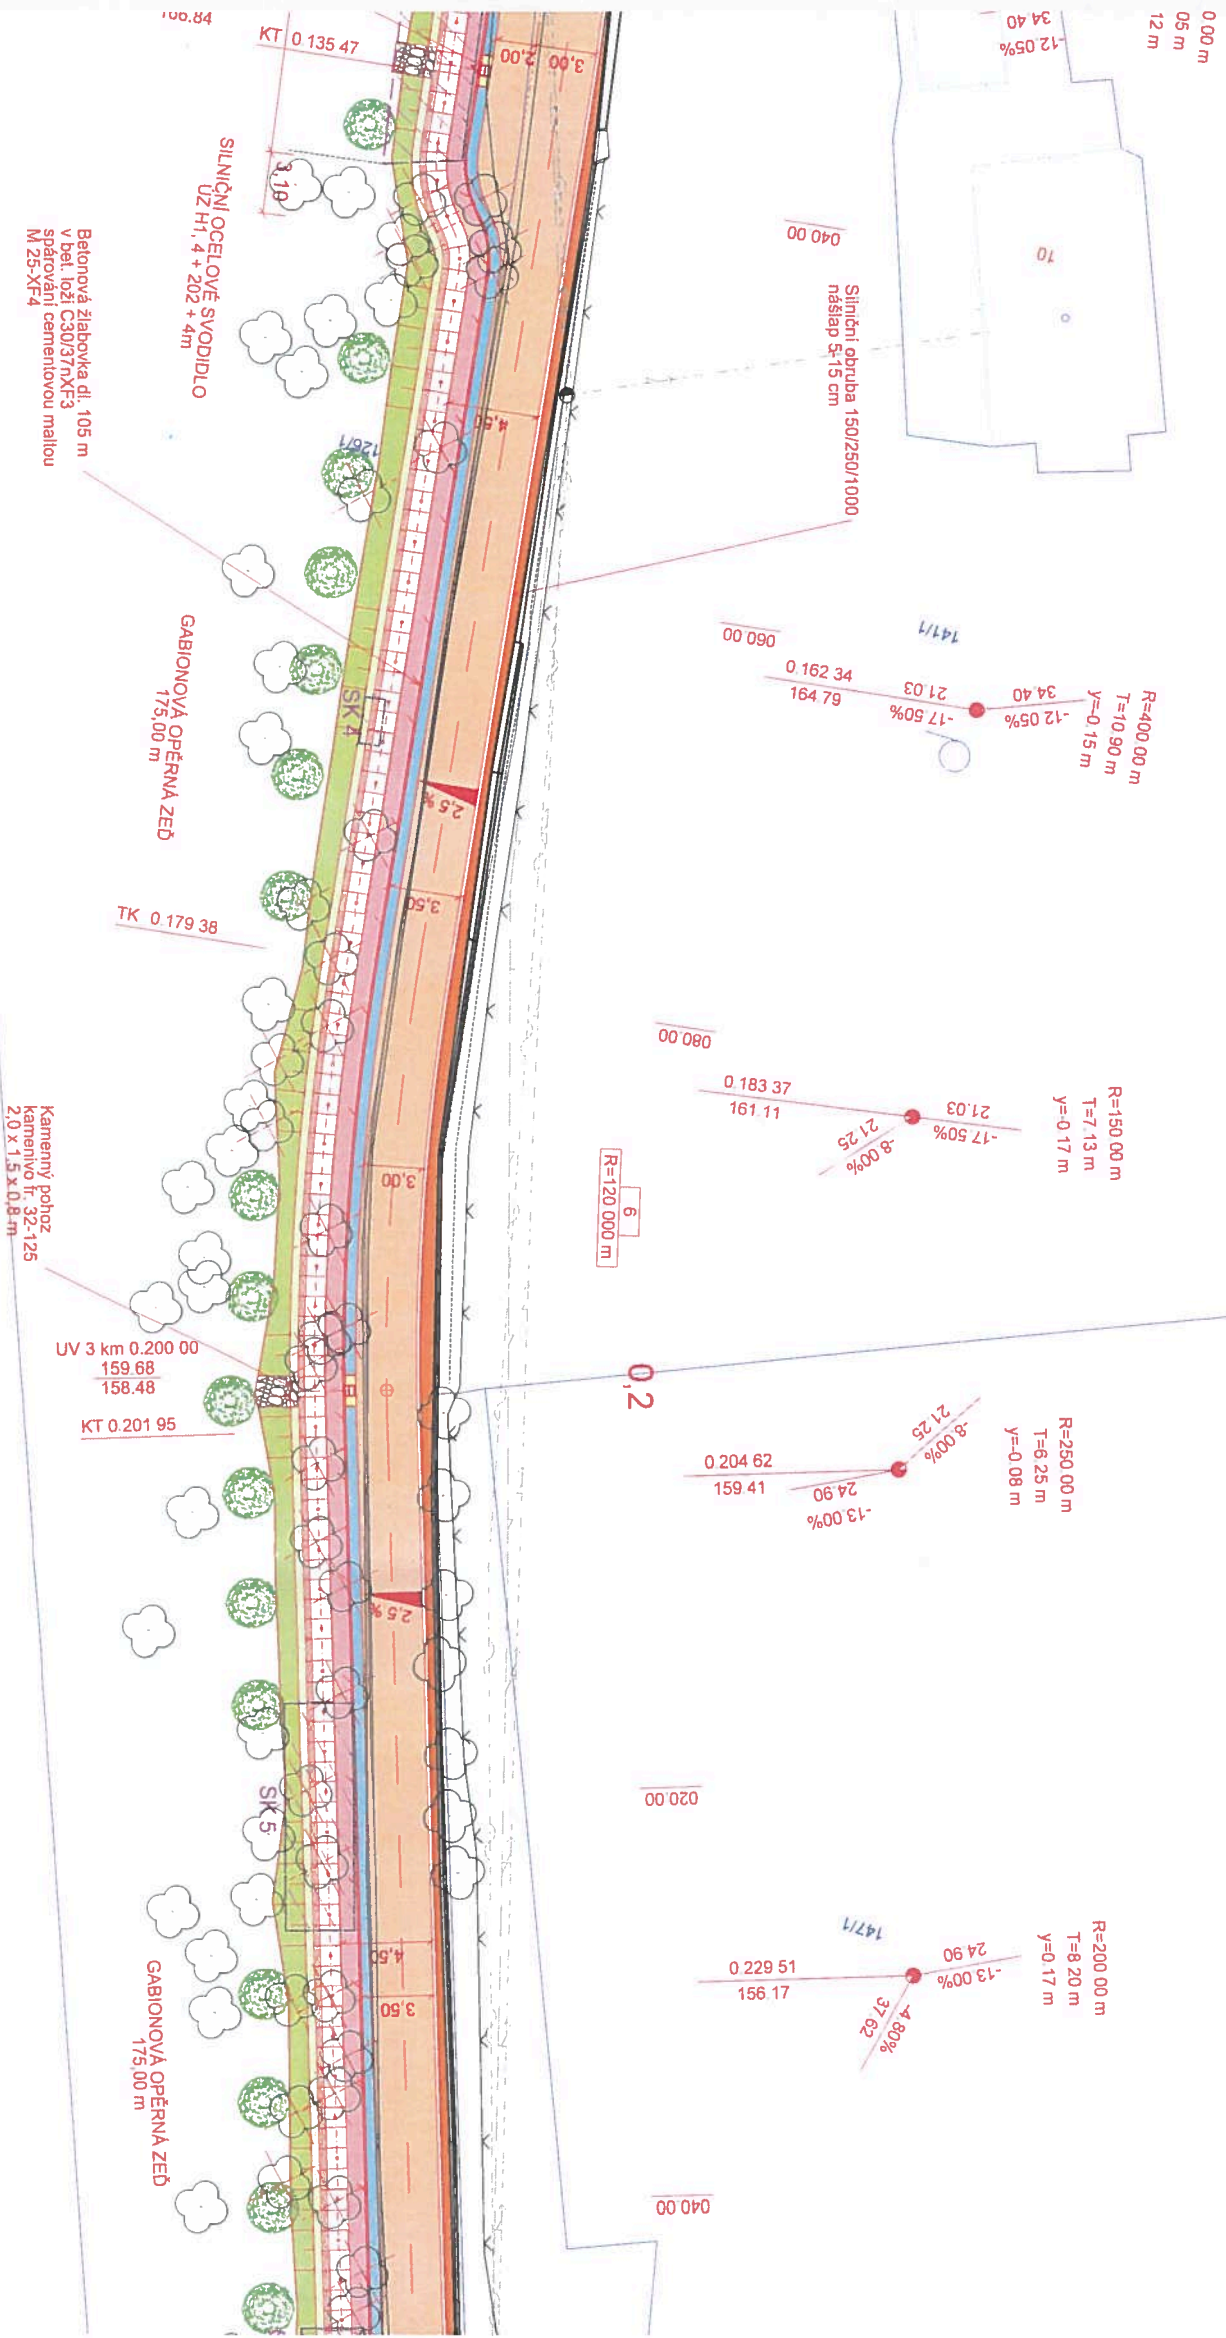 106.84
KT 0.135 47
2,00
3,00
34 40
-12.05%
0.00 m
05 m
12 m
3,10
SILNIČNÍ OCELOVÉ SVODIDLO
ÚZ H1, 4 + 202 + 4m
040 00
10
Silniční obruba 150/250/1000
nášlap 5-15 cm
Betonová žlabovka dl. 105 m
v bet. loži C30/37nXF3
spárování cementovou maltou
M 25-XF4
126/1
4,50
060 00
141/1
0.162 34
164.79
21.03
-17.50%
34.40
-12.05%
R=400.00 m
T=10.90 m
y=-0.15 m
GABIONOVÁ OPĚRNÁ ZEĎ
175,00 m
SK 4
2,5 %
3,50
TK 0.179 38
080.00
0.183 37
161.11
21.03
-17.50%
21 25
-8.00%
R=150 00 m
T=7.13 m
y=-0 17 m
Kamenný pohoz
kamenivo fr. 32-125
2,0 x 1,5 x 0,8 m
3,00
6
R=120 000 m
UV 3 km 0.200 00
159.68
158.48
KT 0.201 95
0,2
0.204 62
159.41
21 25
-8.00%
24.90
-13.00%
R=250.00 m
T=6.25 m
y=-0.08 m
2,5 %
SK 5
020.00
4,50
3,50
147/1
0.229 51
156.17
24 90
-13 00%
37.62
-4.80%
R=200 00 m
T=8 20 m
y=0.17 m
GABIONOVÁ OPĚRNÁ ZEĎ
175,00 m
040 00